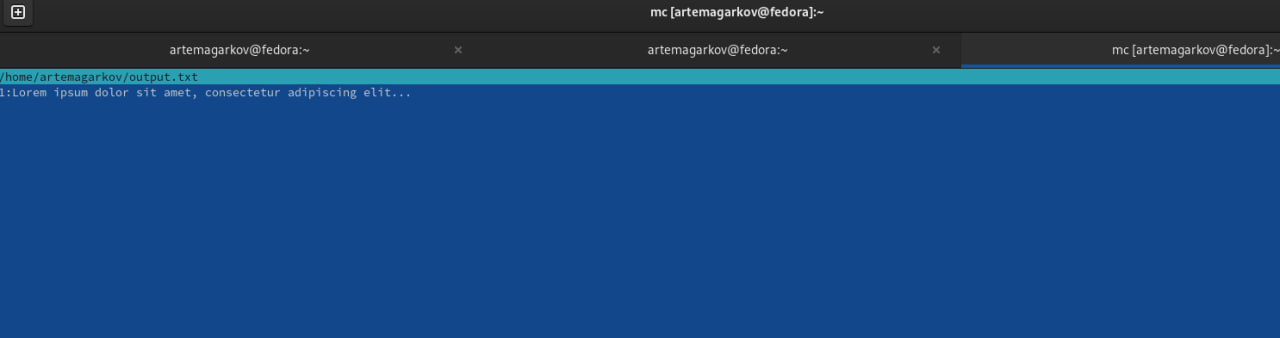 mc [artemagarkov@fedora]:~
artemagarkov@fedora:~ × artemagarkov@fedora:~ × mc [artemagarkov@fedora]:~
/home/artemagarkov/output.txt
1:Lorem ipsum dolor sit amet, consectetur adipiscing elit...